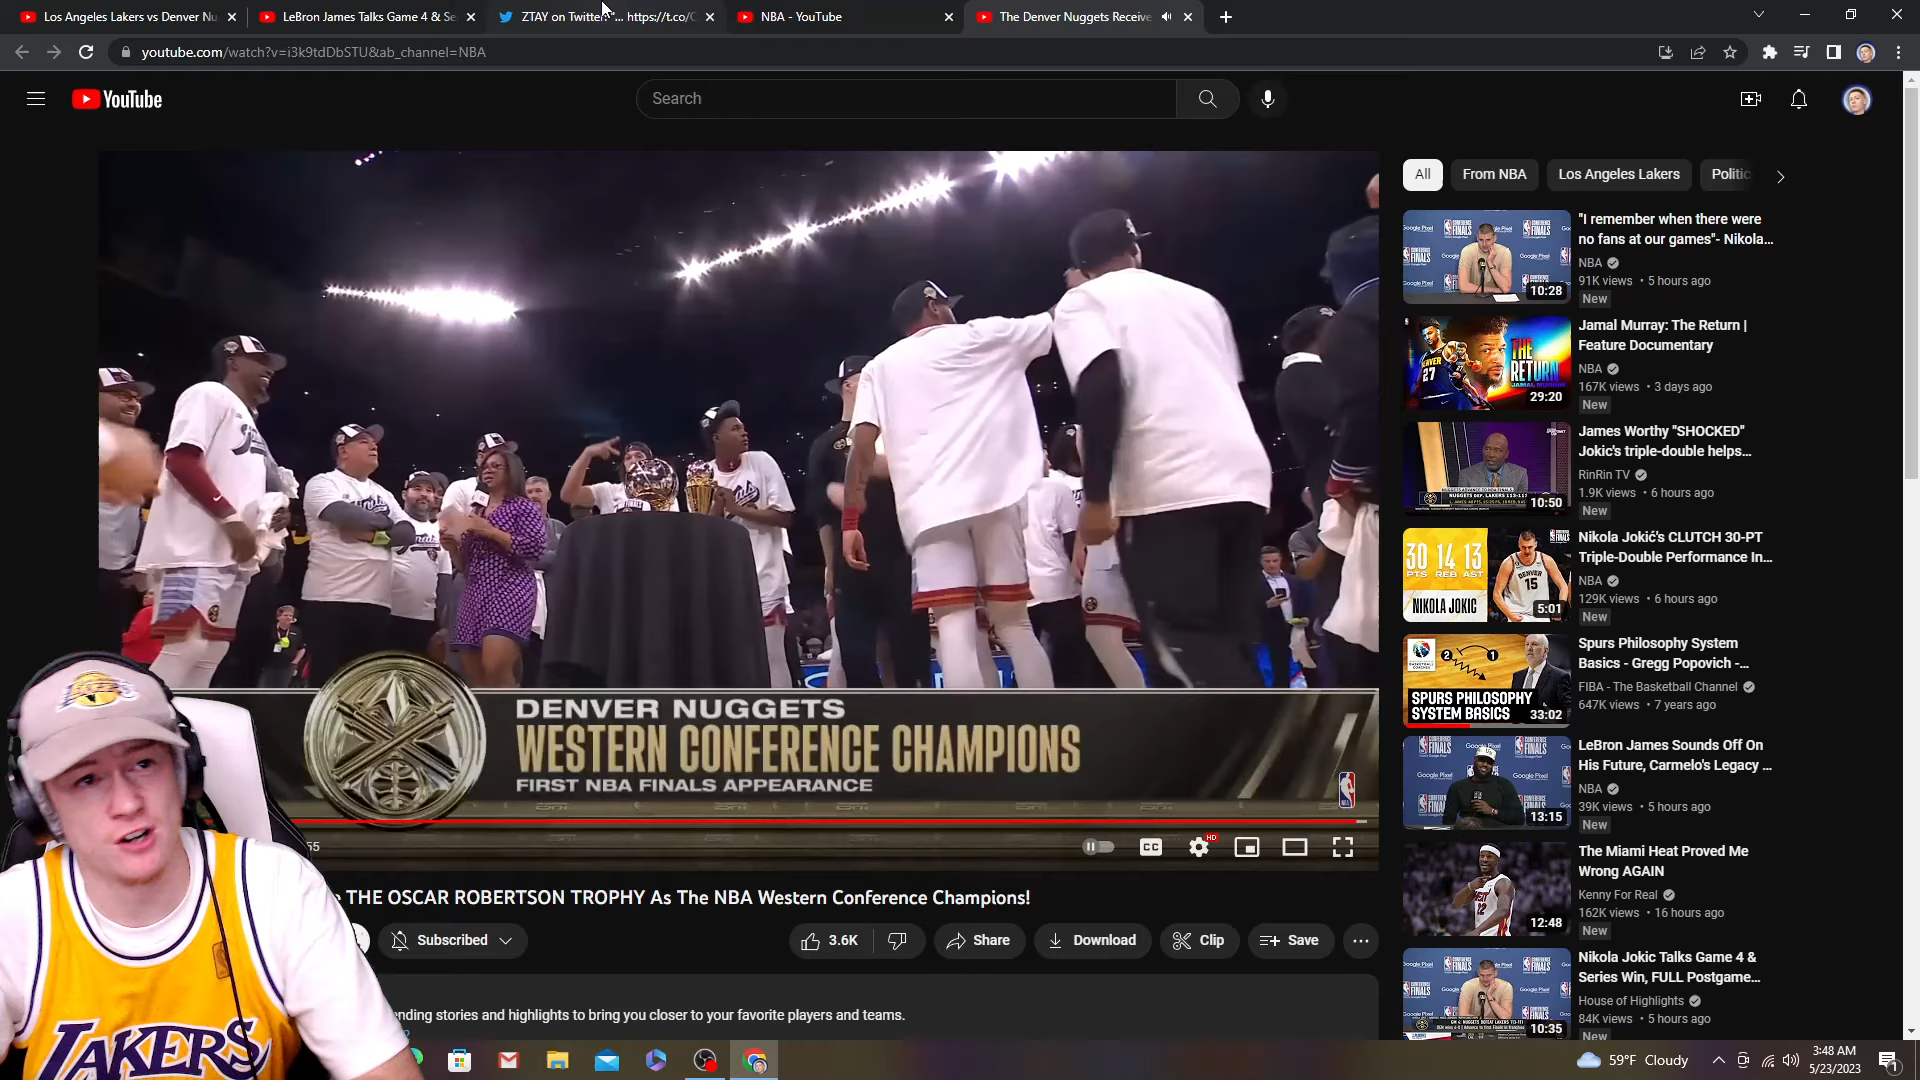 Los Angeles Lakers vs Denver Nu
LeBron James Talks Game 4 & Se
ZTAY on Twitter: "... https://t.co/C
NBA - YouTube
The Denver Nuggets Receive
youtube.com/watch?v=i3k9tdDbSTU&ab_channel=NBA
YouTube
Search
All
From NBA
Los Angeles Lakers
Politic
DENVER NUGGETS
WESTERN CONFERENCE CHAMPIONS
FIRST NBA FINALS APPEARANCE
55
CC
HD
THE OSCAR ROBERTSON TROPHY As The NBA Western Conference Champions!
Subscribed
3.6K
Share
Download
Clip
Save
ending stories and highlights to bring you closer to your favorite players and teams.
"I remember when there were
no fans at our games"- Nikola...
NBA
91K views • 5 hours ago
New
10:28
Jamal Murray: The Return |
Feature Documentary
NBA
167K views • 3 days ago
New
THE
RETURN
JAMAL MURRAY
29:20
James Worthy "SHOCKED"
Jokic's triple-double helps...
RinRin TV
1.9K views • 6 hours ago
New
10:50
Nikola Jokić's CLUTCH 30-PT
Triple-Double Performance In...
NBA
129K views • 6 hours ago
New
30 14 13
PTS REB AST
NIKOLA JOKIC
DENVER
15
5:01
Spurs Philosophy System
Basics - Gregg Popovich -...
FIBA - The Basketball Channel
647K views • 7 years ago
SPURS PHILOSOPHY
SYSTEM BASICS
33:02
LeBron James Sounds Off On
His Future, Carmelo's Legacy ...
NBA
39K views • 5 hours ago
New
13:15
The Miami Heat Proved Me
Wrong AGAIN
Kenny For Real
162K views • 16 hours ago
New
12:48
Nikola Jokic Talks Game 4 &
Series Win, FULL Postgame...
House of Highlights
84K views • 5 hours ago
New
10:35
LAKERS
59°F Cloudy
3:48 AM
5/23/2023
1